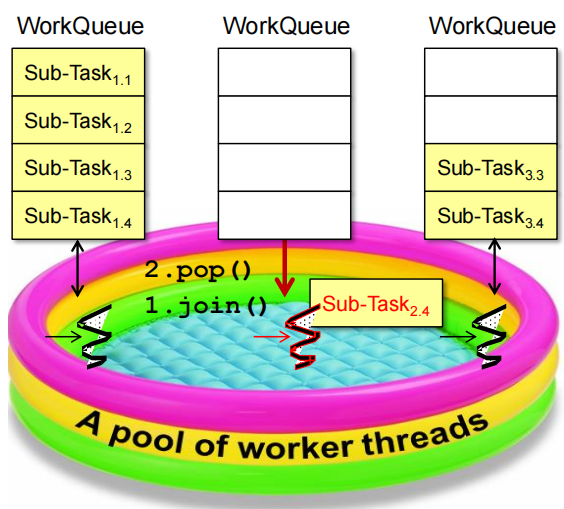 WorkQueue WorkQueue WorkQueue
Sub-Task1.1
Sub-Task1.2
Sub-Task1.3 Sub-Task3.3
Sub-Task1.4 Sub-Task3.4
2.pop()
1.join() Sub-Task2.4
A pool of worker threads